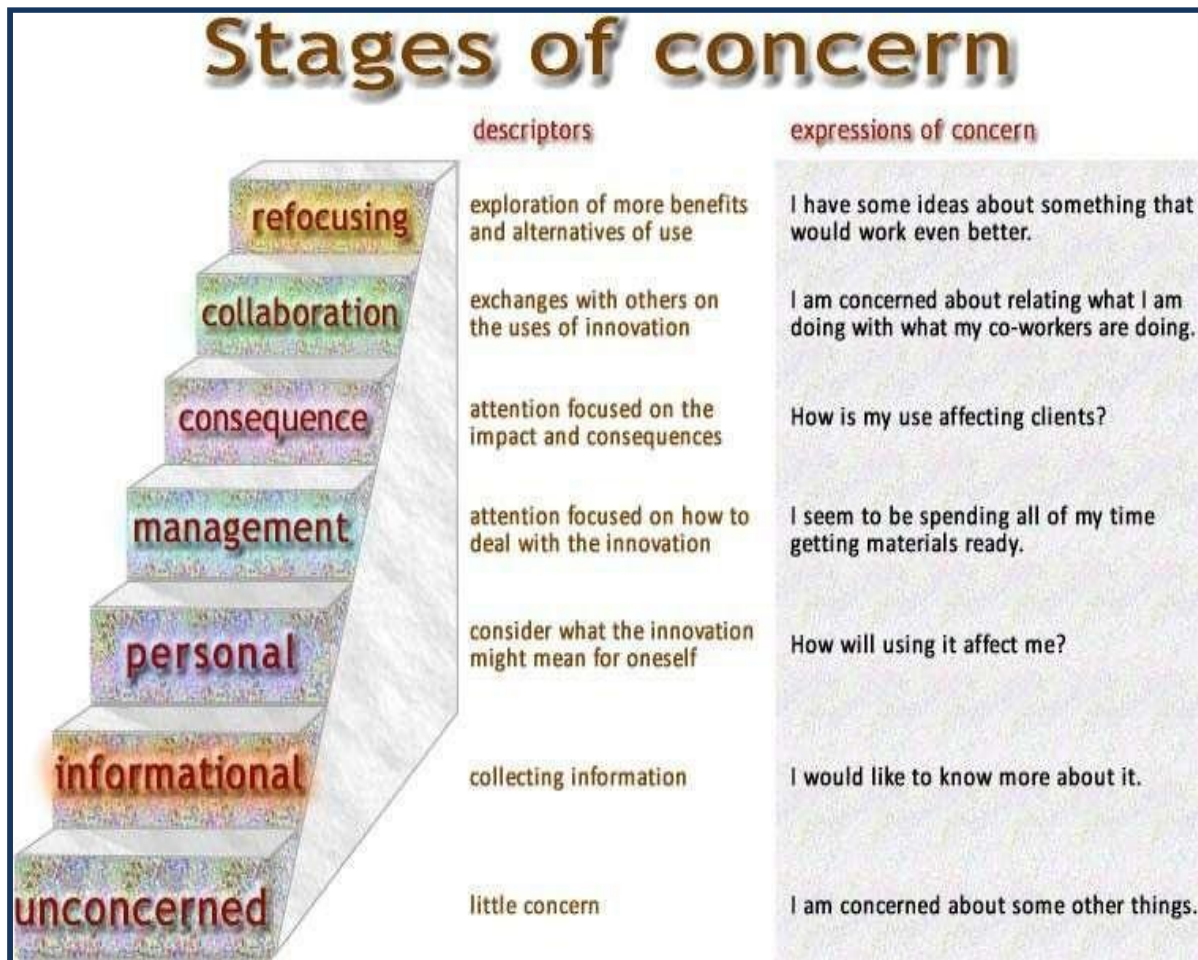 Stages of concern
descriptors
expressions of concern
refocusing
exploration of more benefits
and alternatives of use
I have some ideas about something that
would work even better.
collaboration
exchanges with others on
the uses of innovation
I am concerned about relating what I am
doing with what my co-workers are doing.
consequence
attention focused on the
impact and consequences
How is my use affecting clients?
management
attention focused on how to
deal with the innovation
I seem to be spending all of my time
getting materials ready.
personal
consider what the innovation
might mean for oneself
How will using it affect me?
informational
collecting information
I would like to know more about it.
unconcerned
little concern
I am concerned about some other things.